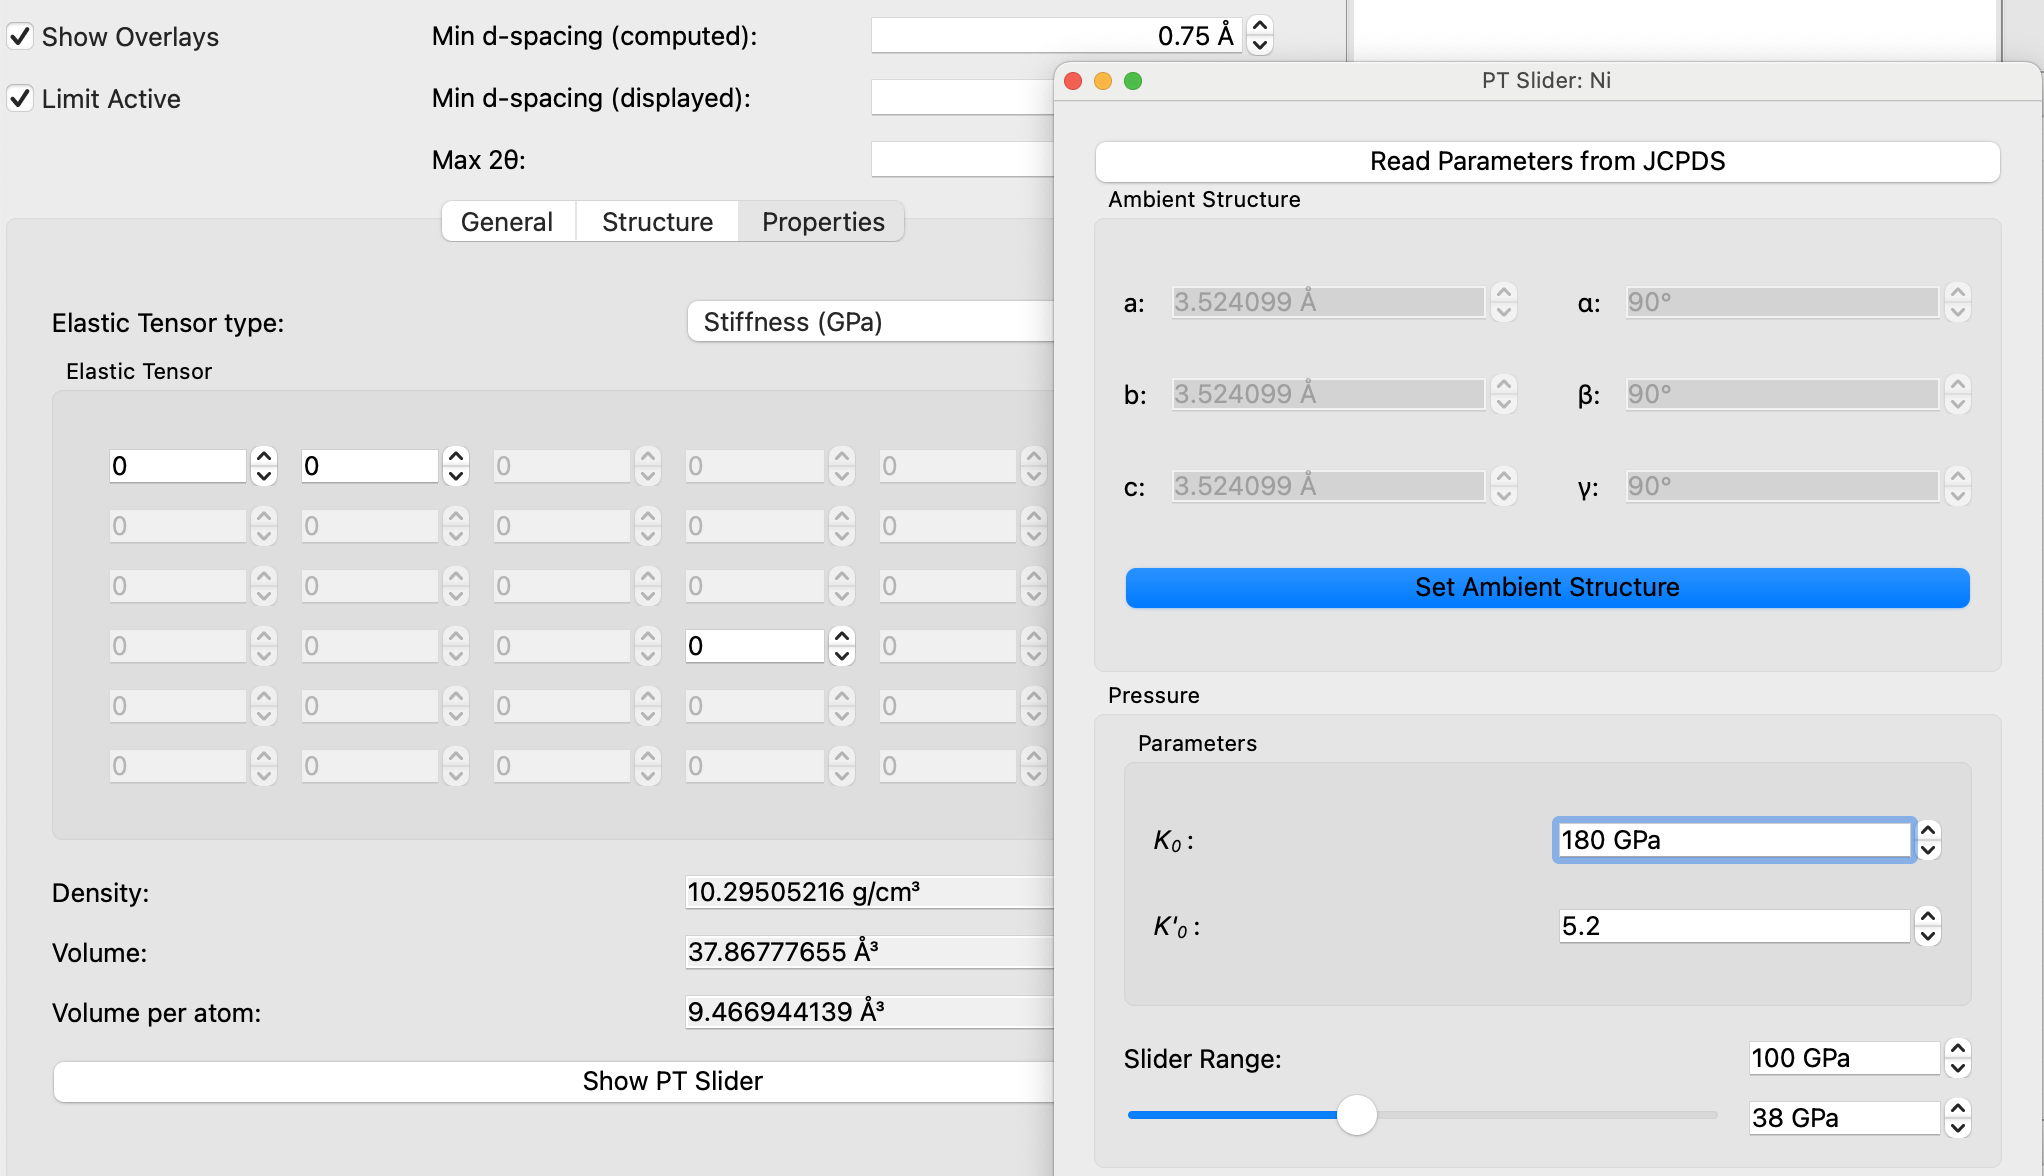 Show Overlays
Min d-spacing (computed):
0.75 Å
Limit Active
Min d-spacing (displayed):
Max 2θ:
General
Structure
Properties
Elastic Tensor type:
Stiffness (GPa)
Elastic Tensor
0 0 0 0 0
0 0 0 0 0
0 0 0 0 0
0 0 0 0 0
0 0 0 0 0
0 0 0 0 0
Density:
10.29505216 g/cm³
Volume:
37.86777655 Å³
Volume per atom:
9.466944139 Å³
Show PT Slider
PT Slider: Ni
Read Parameters from JCPDS
Ambient Structure
a: 3.524099 Å α: 90°
b: 3.524099 Å β: 90°
c: 3.524099 Å γ: 90°
Set Ambient Structure
Pressure
Parameters
K₀ : 180 GPa
K'₀ : 5.2
Slider Range: 100 GPa
38 GPa